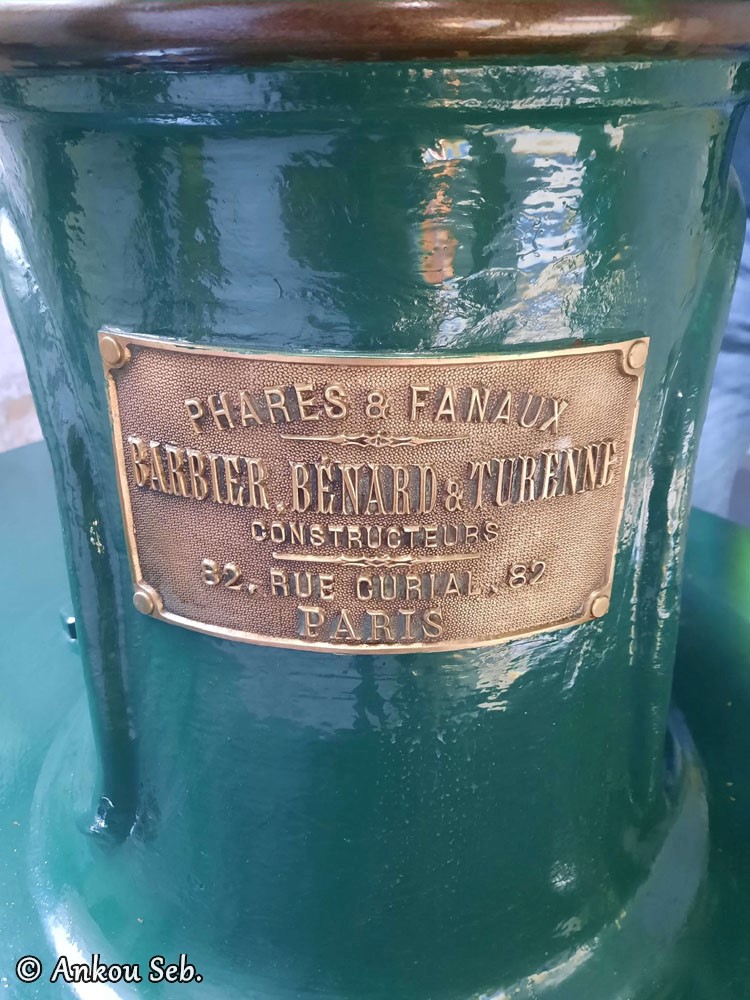 PHARES & FANAUX
BARBIER, BÉNARD & TURENNE
CONSTRUCTEURS
82, RUE CURIAL, 82
PARIS
© Ankou Seb.